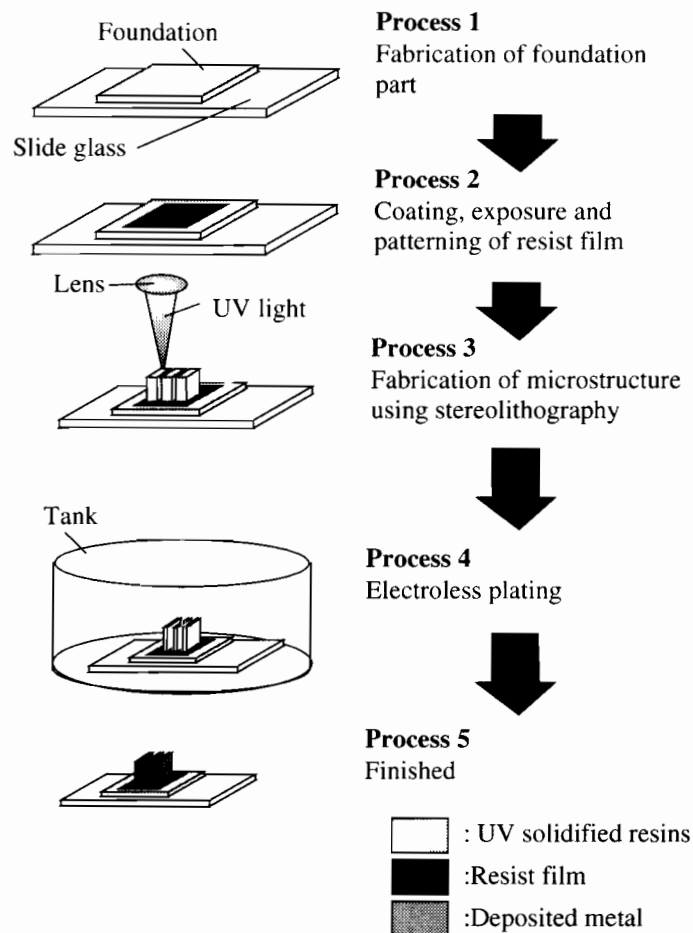 Foundation
Slide glass
Process 1
Fabrication of foundation
part
Process 2
Coating, exposure and
patterning of resist film
Lens
UV light
Process 3
Fabrication of microstructure
using stereolithography
Tank
Process 4
Electroless plating
Process 5
Finished
: UV solidified resins
:Resist film
:Deposited metal